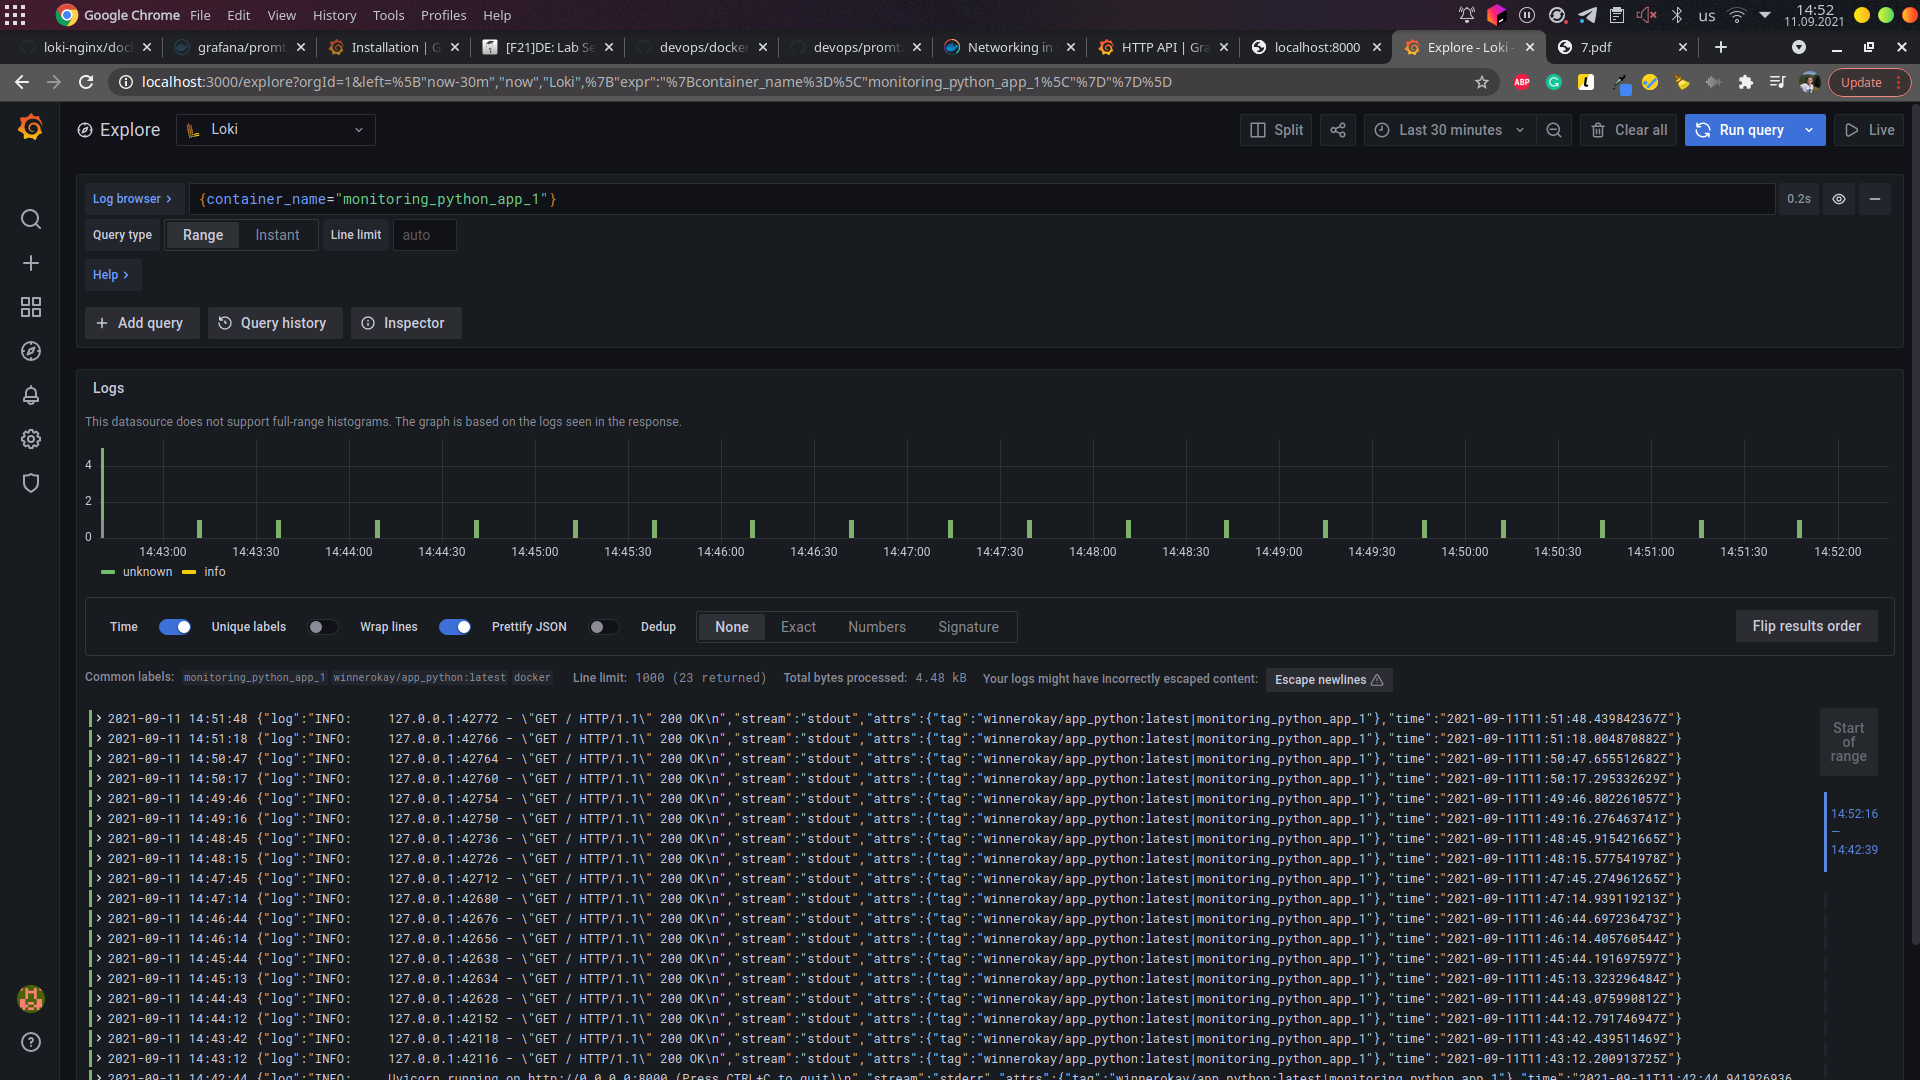 Google Chrome File Edit View History Tools Profiles Help us 14:52 11.09.2021
loki-nginx/doc grafana/promt Installation | G [F21]DE: Lab Se devops/docker devops/promta Networking in HTTP API | Gra localhost:8000 Explore - Loki - 7.pdf
localhost:3000/explore?orgId=1&left=%5B"now-30m","now","Loki",%7B"expr":"%7Bcontainer_name%3D%5C"monitoring_python_app_1%5C"%7D"%7D%5D ABP Update
Explore Loki Split Last 30 minutes Clear all Run query Live
Log browser > {container_name="monitoring_python_app_1"} 0.2s
Query type Range Instant Line limit auto
Help >
Add query Query history Inspector
Logs
This datasource does not support full-range histograms. The graph is based on the logs seen in the response.
4
2
0
14:43:00 14:43:30 14:44:00 14:44:30 14:45:00 14:45:30 14:46:00 14:46:30 14:47:00 14:47:30 14:48:00 14:48:30 14:49:00 14:49:30 14:50:00 14:50:30 14:51:00 14:51:30 14:52:00
unknown info
Time Unique labels Wrap lines Prettify JSON Dedup None Exact Numbers Signature Flip results order
Common labels: monitoring_python_app_1 winnerokay/app_python:latest docker Line limit: 1000 (23 returned) Total bytes processed: 4.48 kB Your logs might have incorrectly escaped content: Escape newlines
2021-09-11 14:51:48 {"log":"INFO: 127.0.0.1:42772 - \"GET / HTTP/1.1\" 200 OK\n","stream":"stdout","attrs":{"tag":"winnerokay/app_python:latest|monitoring_python_app_1"},"time":"2021-09-11T11:51:48.439842367Z"}
2021-09-11 14:51:18 {"log":"INFO: 127.0.0.1:42766 - \"GET / HTTP/1.1\" 200 OK\n","stream":"stdout","attrs":{"tag":"winnerokay/app_python:latest|monitoring_python_app_1"},"time":"2021-09-11T11:51:18.004870882Z"}
2021-09-11 14:50:47 {"log":"INFO: 127.0.0.1:42764 - \"GET / HTTP/1.1\" 200 OK\n","stream":"stdout","attrs":{"tag":"winnerokay/app_python:latest|monitoring_python_app_1"},"time":"2021-09-11T11:50:47.655512682Z"}
2021-09-11 14:50:17 {"log":"INFO: 127.0.0.1:42760 - \"GET / HTTP/1.1\" 200 OK\n","stream":"stdout","attrs":{"tag":"winnerokay/app_python:latest|monitoring_python_app_1"},"time":"2021-09-11T11:50:17.295332629Z"}
2021-09-11 14:49:46 {"log":"INFO: 127.0.0.1:42754 - \"GET / HTTP/1.1\" 200 OK\n","stream":"stdout","attrs":{"tag":"winnerokay/app_python:latest|monitoring_python_app_1"},"time":"2021-09-11T11:49:46.802261057Z"}
2021-09-11 14:49:16 {"log":"INFO: 127.0.0.1:42750 - \"GET / HTTP/1.1\" 200 OK\n","stream":"stdout","attrs":{"tag":"winnerokay/app_python:latest|monitoring_python_app_1"},"time":"2021-09-11T11:49:16.276463741Z"}
2021-09-11 14:48:45 {"log":"INFO: 127.0.0.1:42736 - \"GET / HTTP/1.1\" 200 OK\n","stream":"stdout","attrs":{"tag":"winnerokay/app_python:latest|monitoring_python_app_1"},"time":"2021-09-11T11:48:45.915421665Z"}
2021-09-11 14:48:15 {"log":"INFO: 127.0.0.1:42726 - \"GET / HTTP/1.1\" 200 OK\n","stream":"stdout","attrs":{"tag":"winnerokay/app_python:latest|monitoring_python_app_1"},"time":"2021-09-11T11:48:15.577541978Z"}
2021-09-11 14:47:45 {"log":"INFO: 127.0.0.1:42712 - \"GET / HTTP/1.1\" 200 OK\n","stream":"stdout","attrs":{"tag":"winnerokay/app_python:latest|monitoring_python_app_1"},"time":"2021-09-11T11:47:45.274961265Z"}
2021-09-11 14:47:14 {"log":"INFO: 127.0.0.1:42680 - \"GET / HTTP/1.1\" 200 OK\n","stream":"stdout","attrs":{"tag":"winnerokay/app_python:latest|monitoring_python_app_1"},"time":"2021-09-11T11:47:14.939119213Z"}
2021-09-11 14:46:44 {"log":"INFO: 127.0.0.1:42676 - \"GET / HTTP/1.1\" 200 OK\n","stream":"stdout","attrs":{"tag":"winnerokay/app_python:latest|monitoring_python_app_1"},"time":"2021-09-11T11:46:44.697236473Z"}
2021-09-11 14:46:14 {"log":"INFO: 127.0.0.1:42656 - \"GET / HTTP/1.1\" 200 OK\n","stream":"stdout","attrs":{"tag":"winnerokay/app_python:latest|monitoring_python_app_1"},"time":"2021-09-11T11:46:14.405760544Z"}
2021-09-11 14:45:44 {"log":"INFO: 127.0.0.1:42638 - \"GET / HTTP/1.1\" 200 OK\n","stream":"stdout","attrs":{"tag":"winnerokay/app_python:latest|monitoring_python_app_1"},"time":"2021-09-11T11:45:44.191697597Z"}
2021-09-11 14:45:13 {"log":"INFO: 127.0.0.1:42634 - \"GET / HTTP/1.1\" 200 OK\n","stream":"stdout","attrs":{"tag":"winnerokay/app_python:latest|monitoring_python_app_1"},"time":"2021-09-11T11:45:13.323296484Z"}
2021-09-11 14:44:43 {"log":"INFO: 127.0.0.1:42628 - \"GET / HTTP/1.1\" 200 OK\n","stream":"stdout","attrs":{"tag":"winnerokay/app_python:latest|monitoring_python_app_1"},"time":"2021-09-11T11:44:43.075990812Z"}
2021-09-11 14:44:12 {"log":"INFO: 127.0.0.1:42152 - \"GET / HTTP/1.1\" 200 OK\n","stream":"stdout","attrs":{"tag":"winnerokay/app_python:latest|monitoring_python_app_1"},"time":"2021-09-11T11:44:12.791746947Z"}
2021-09-11 14:43:42 {"log":"INFO: 127.0.0.1:42118 - \"GET / HTTP/1.1\" 200 OK\n","stream":"stdout","attrs":{"tag":"winnerokay/app_python:latest|monitoring_python_app_1"},"time":"2021-09-11T11:43:42.439511469Z"}
2021-09-11 14:43:12 {"log":"INFO: 127.0.0.1:42116 - \"GET / HTTP/1.1\" 200 OK\n","stream":"stdout","attrs":{"tag":"winnerokay/app_python:latest|monitoring_python_app_1"},"time":"2021-09-11T11:43:12.200913725Z"}
2021-09-11 14:42:44 {"log":"INFO: Uvicorn running on http://0.0.0.0:8000 (Press CTRL+C to quit)\n","stream":"stderr","attrs":{"tag":"winnerokay/app_python:latest|monitoring_python_app_1"},"time":"2021-09-11T11:42:44.941926936
Start of range
14:52:16
—
14:42:39